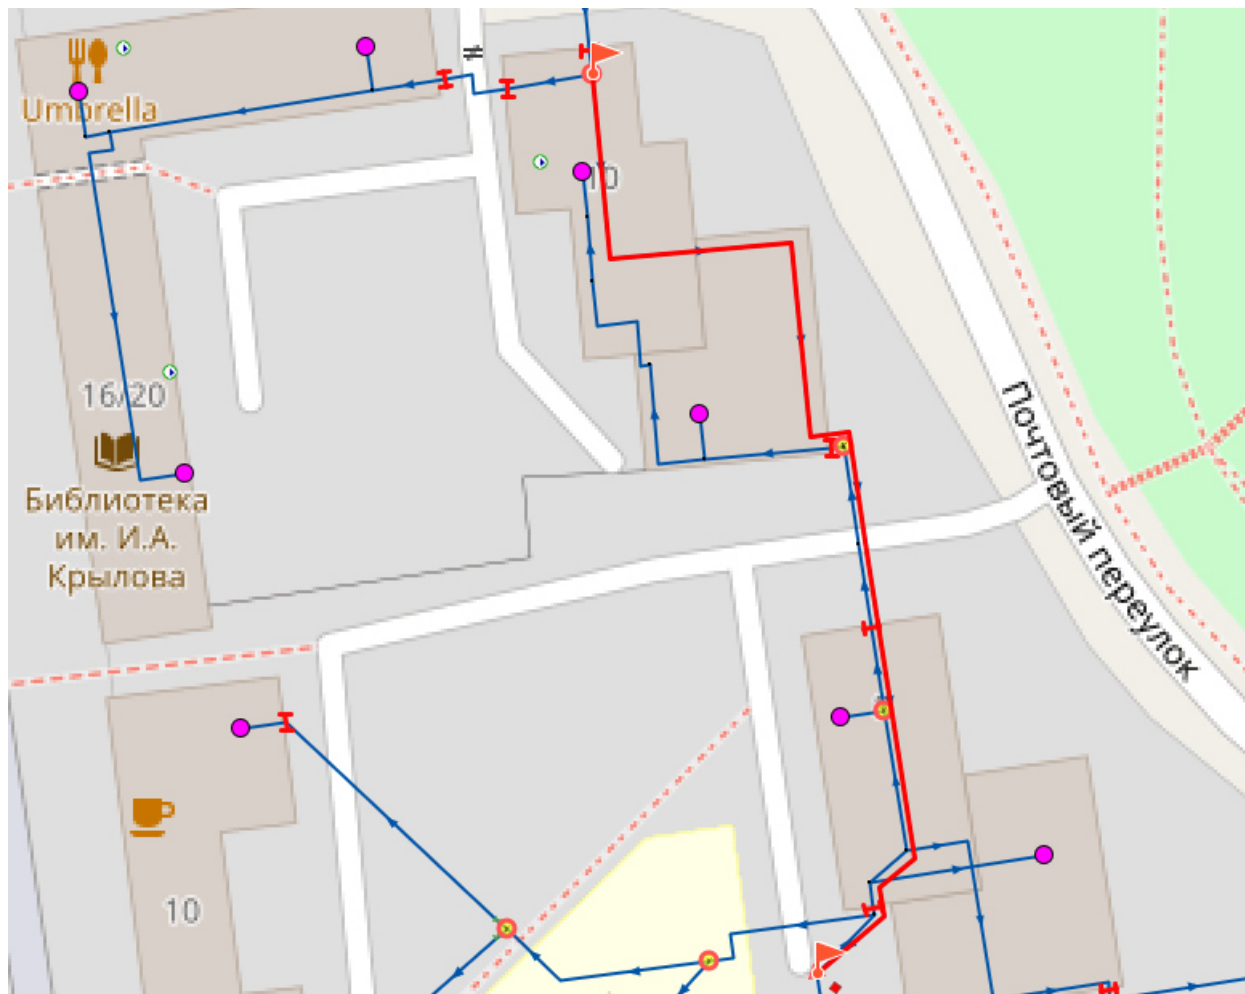 Umbrella
10
16/20
Библиотека
им. И.А.
Крылова
Почтовый переулок
10